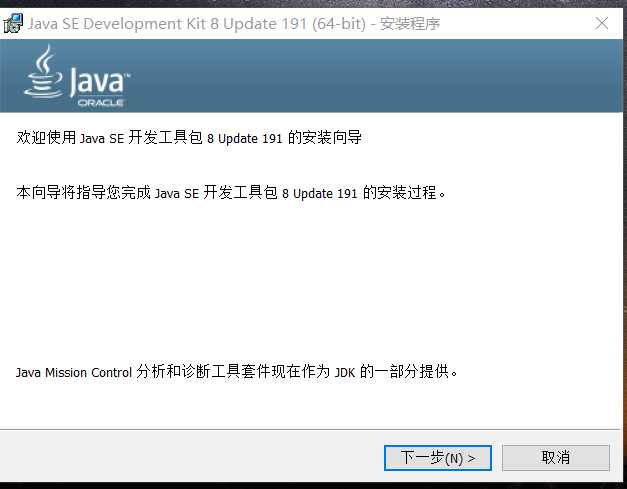 Java SE Development Kit 8 Update 191 (64-bit) - 安装程序
Java™
ORACLE
欢迎使用 Java SE 开发工具包 8 Update 191 的安装向导
本向导将指导您完成 Java SE 开发工具包 8 Update 191 的安装过程。
Java Mission Control 分析和诊断工具套件现在作为 JDK 的一部分提供。
下一步(N) > 取消